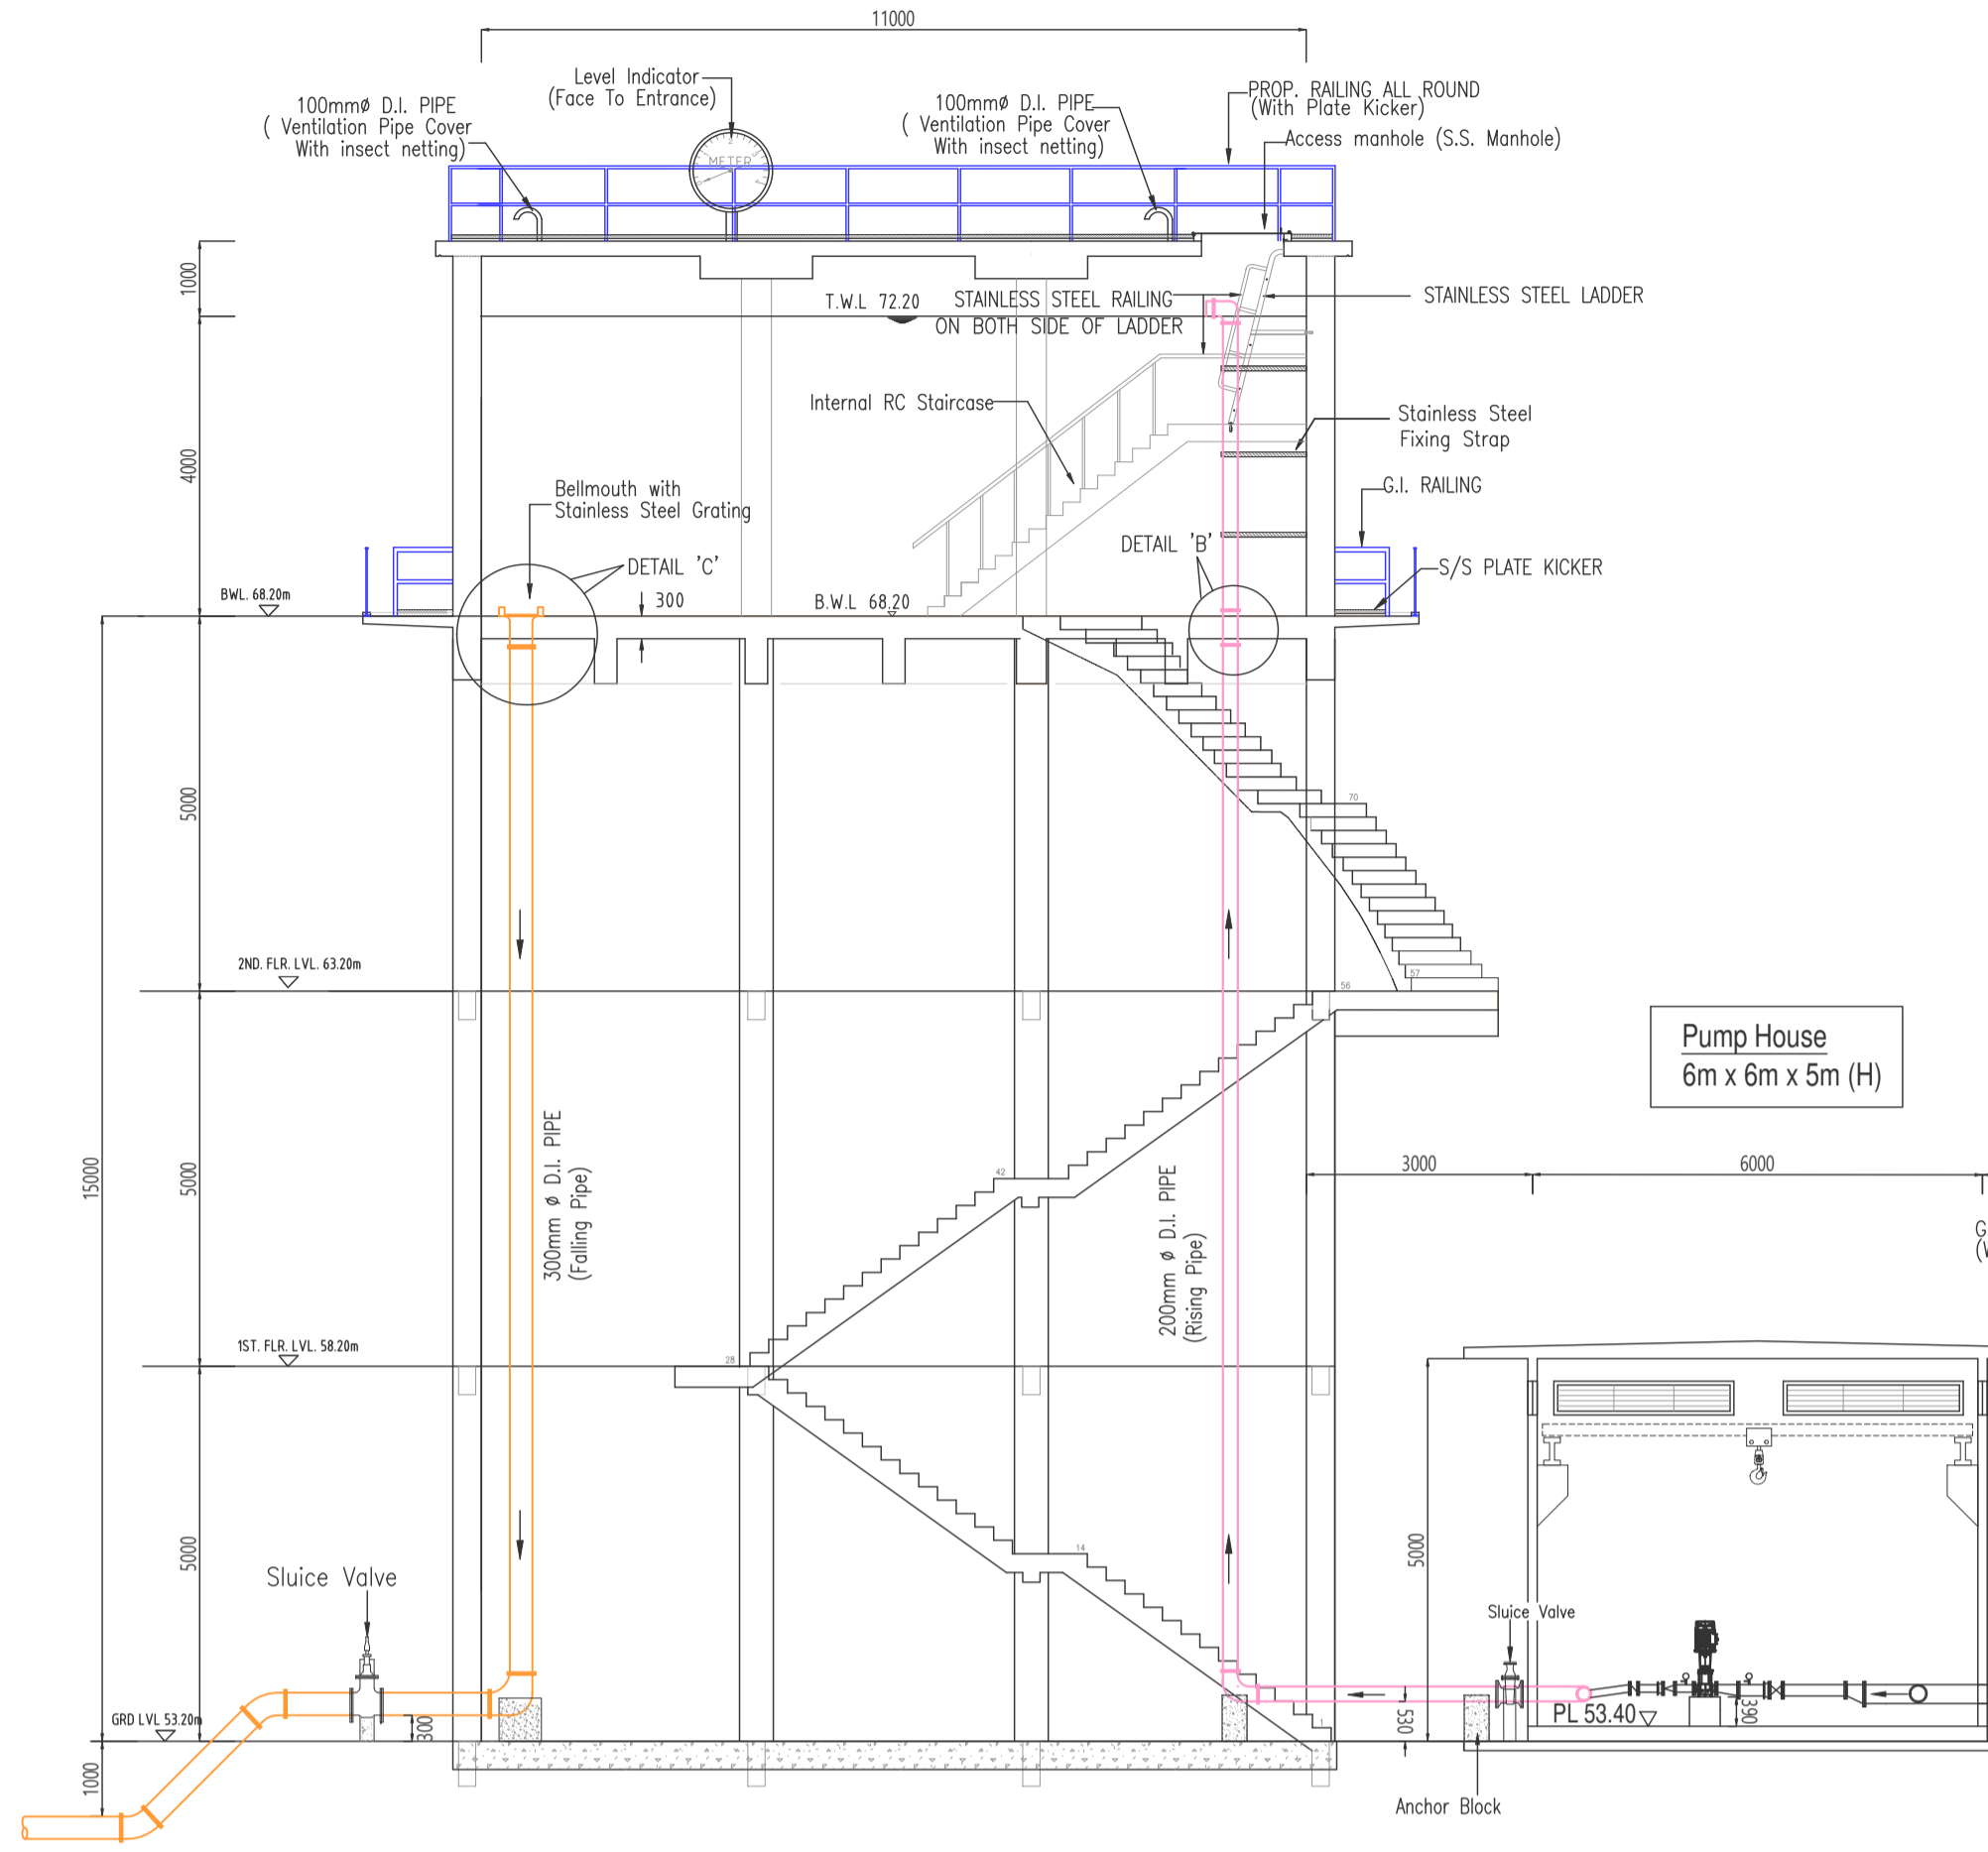 11000
Level Indicator
(Face To Entrance)
100mmø D.I. PIPE
( Ventilation Pipe Cover
With insect netting)
100mmø D.I. PIPE
( Ventilation Pipe Cover
With insect netting)
PROP. RAILING ALL ROUND
(With Plate Kicker)
Access manhole (S.S. Manhole)
METER
2
3
1000
T.W.L 72.20
STAINLESS STEEL RAILING
ON BOTH SIDE OF LADDER
STAINLESS STEEL LADDER
Internal RC Staircase
Stainless Steel
Fixing Strap
4000
Bellmouth with
Stainless Steel Grating
G.I. RAILING
DETAIL 'C'
DETAIL 'B'
S/S PLATE KICKER
BWL. 68.20m
300
B.W.L 68.20
5000
70
2ND. FLR. LVL. 63.20m
57
56
Pump House
6m x 6m x 5m (H)
15000
5000
300mm ø D.I. PIPE
(Falling Pipe)
42
200mm ø D.I. PIPE
(Rising Pipe)
3000
6000
G
(V
1ST. FLR. LVL. 58.20m
28
5000
5000
14
Sluice Valve
Sluice Valve
GRD LVL 53.20m
300
1
530
PL 53.40
390
1000
Anchor Block